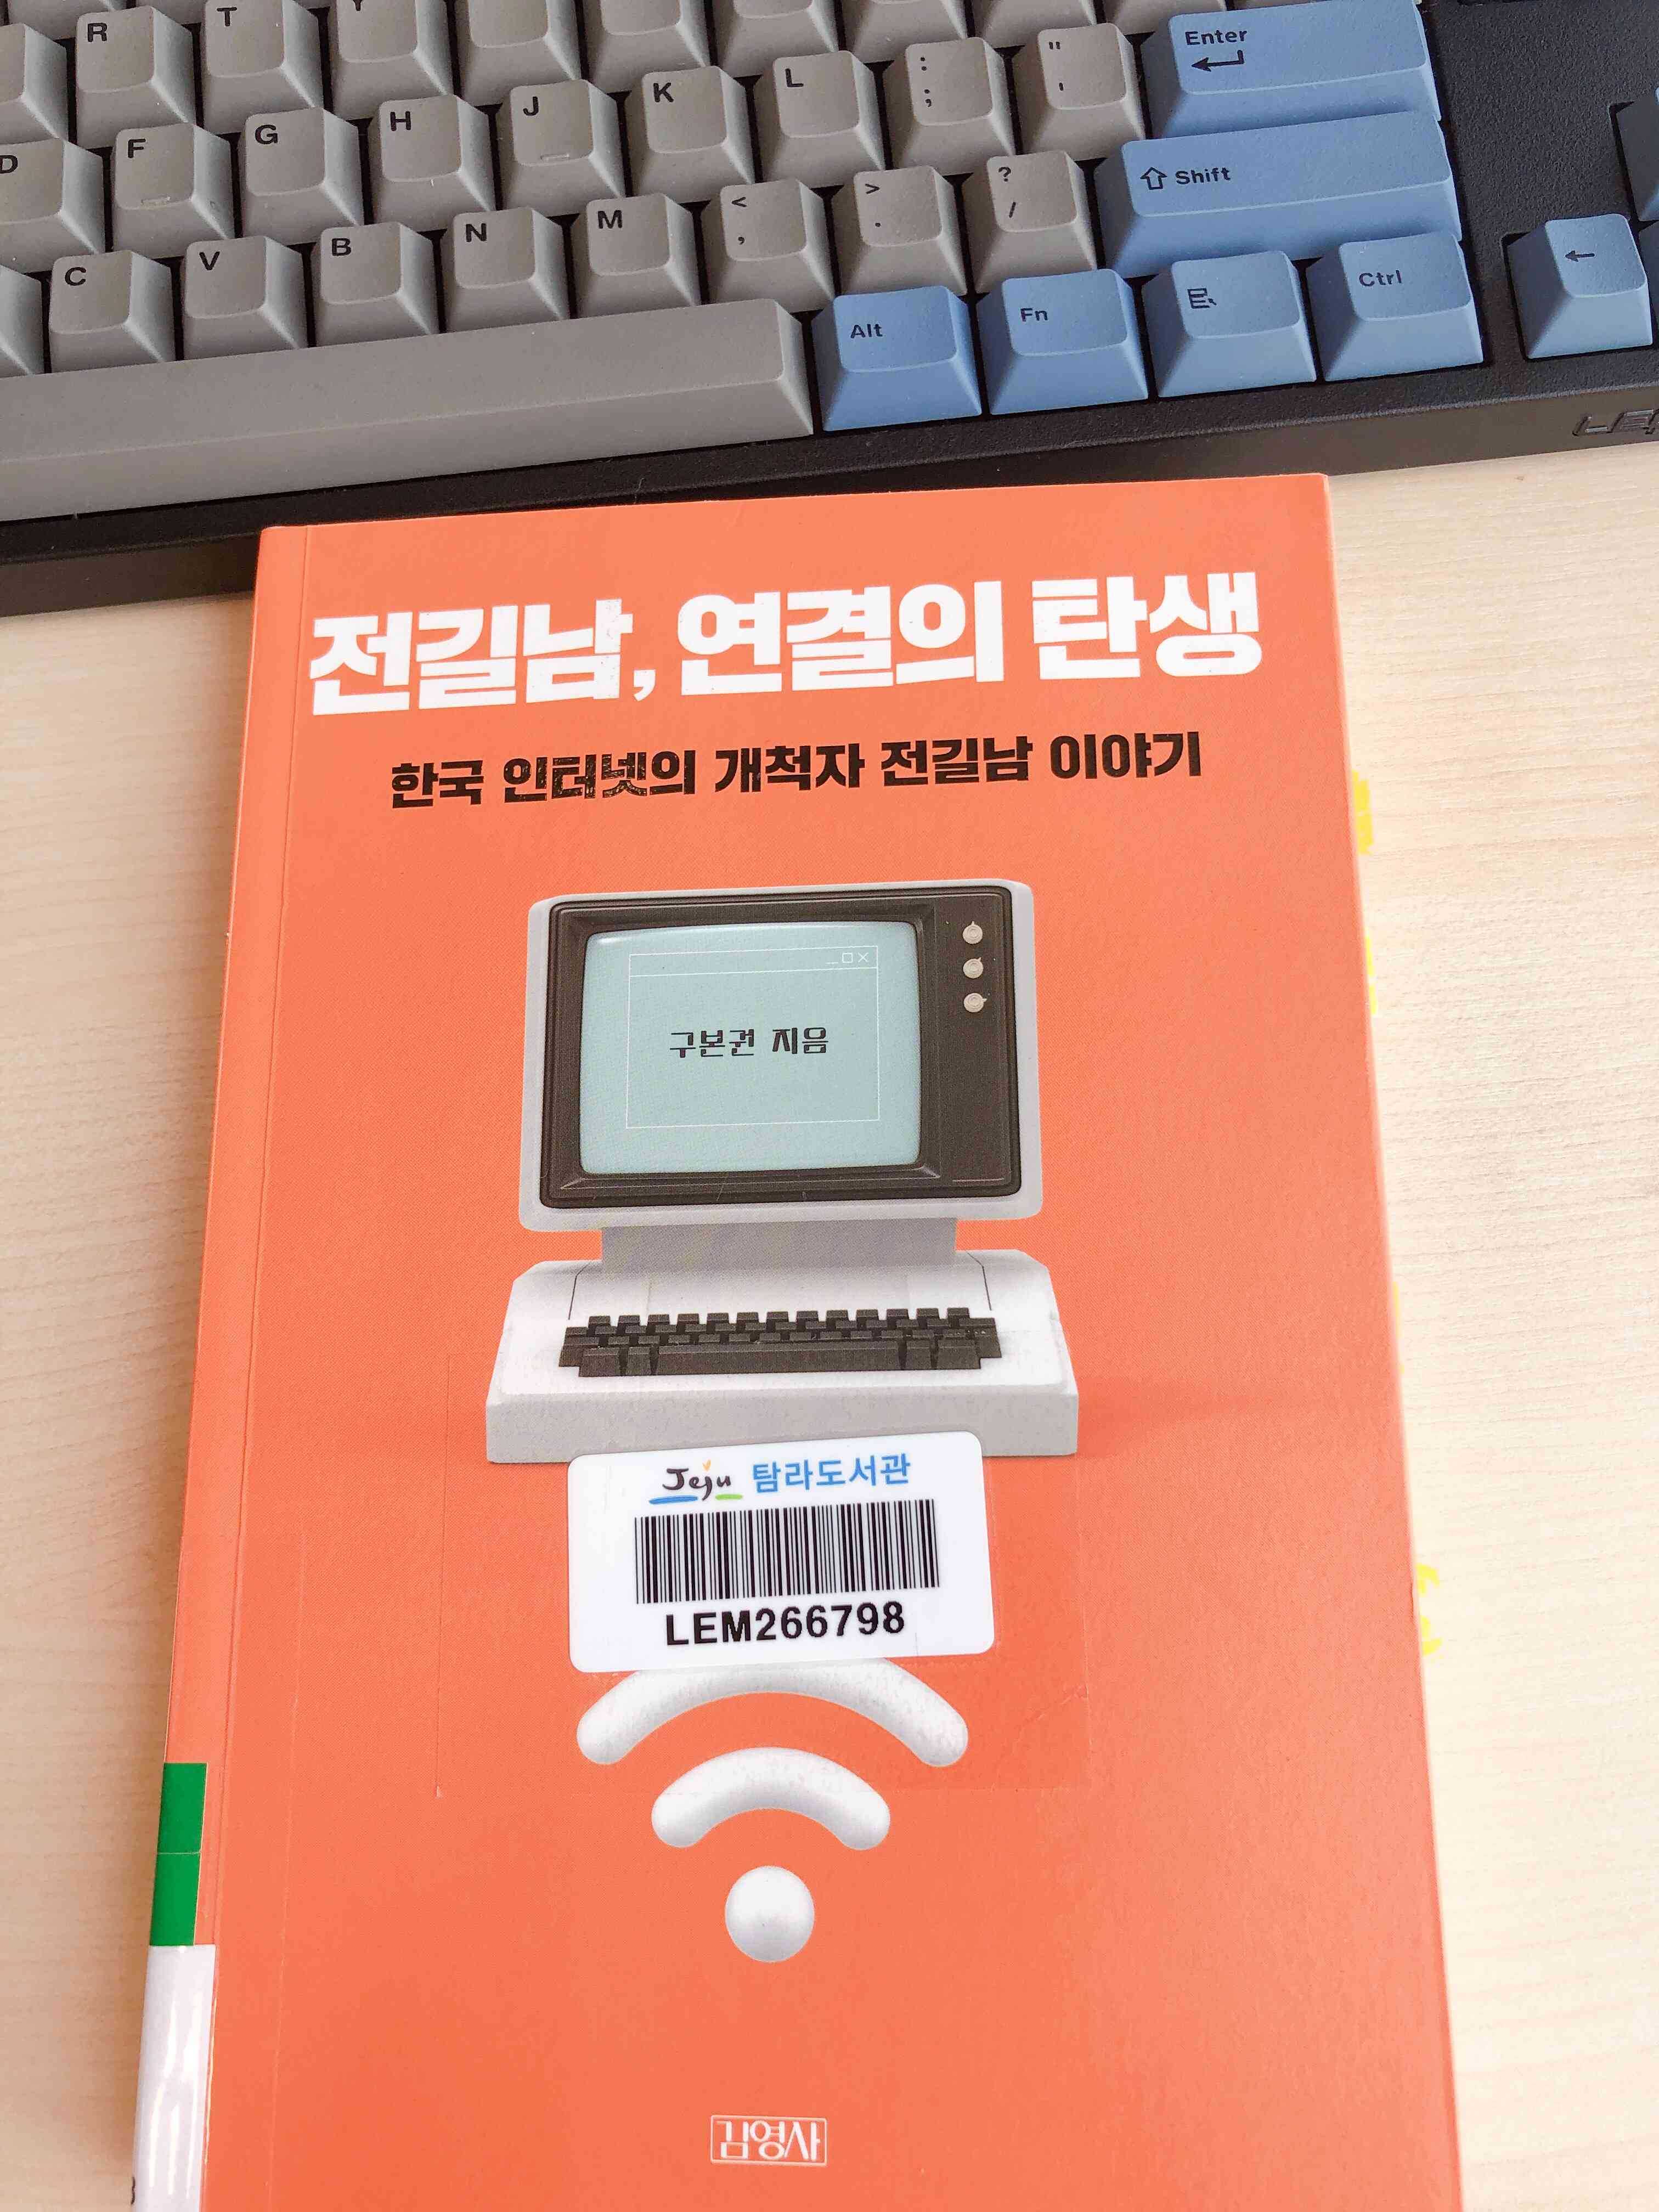 R T Y
D F G H J K L : ; " ' Enter
C V B N M < , > . ? / Shift
Alt Fn Ctrl
전길남, 연결의 탄생
한국 인터넷의 개척자 전길남 이야기
구본권 지음
Jeju 탐라도서관
LEM266798
김영사